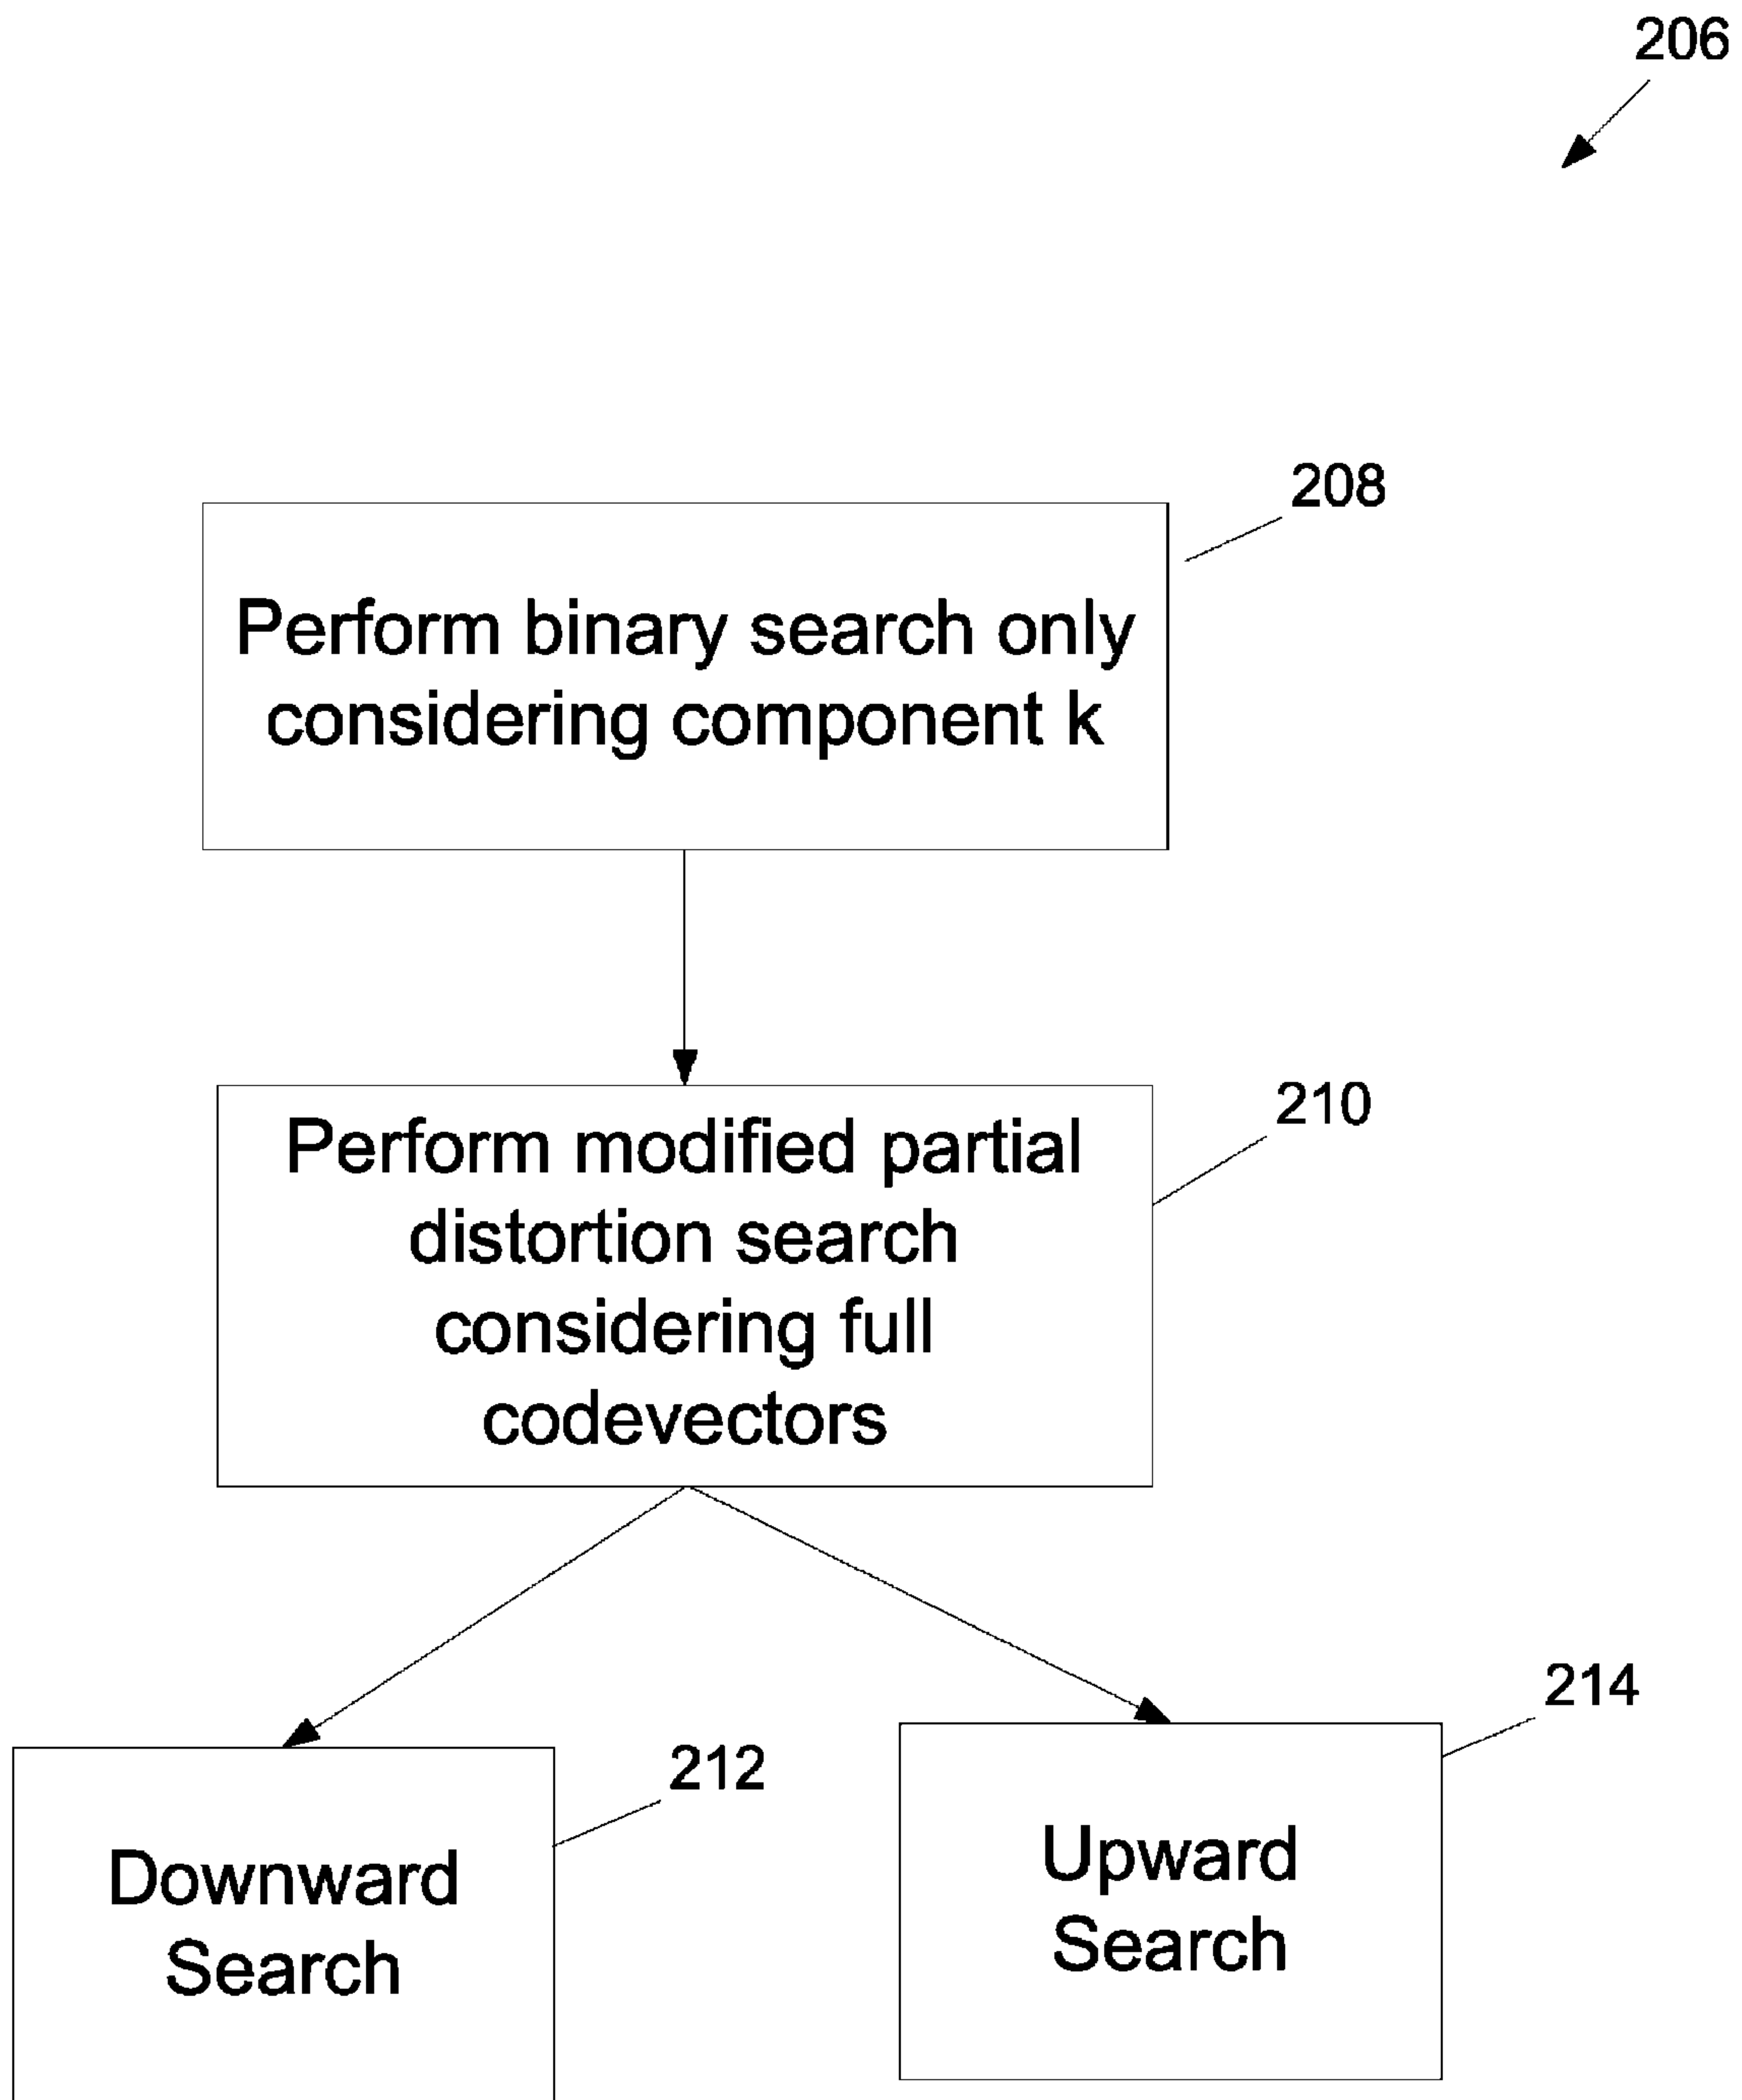 206
208
Perform binary search only
considering component k
210
Perform modified partial
distortion search
considering full
codevectors
212
Downward
Search
214
Upward
Search